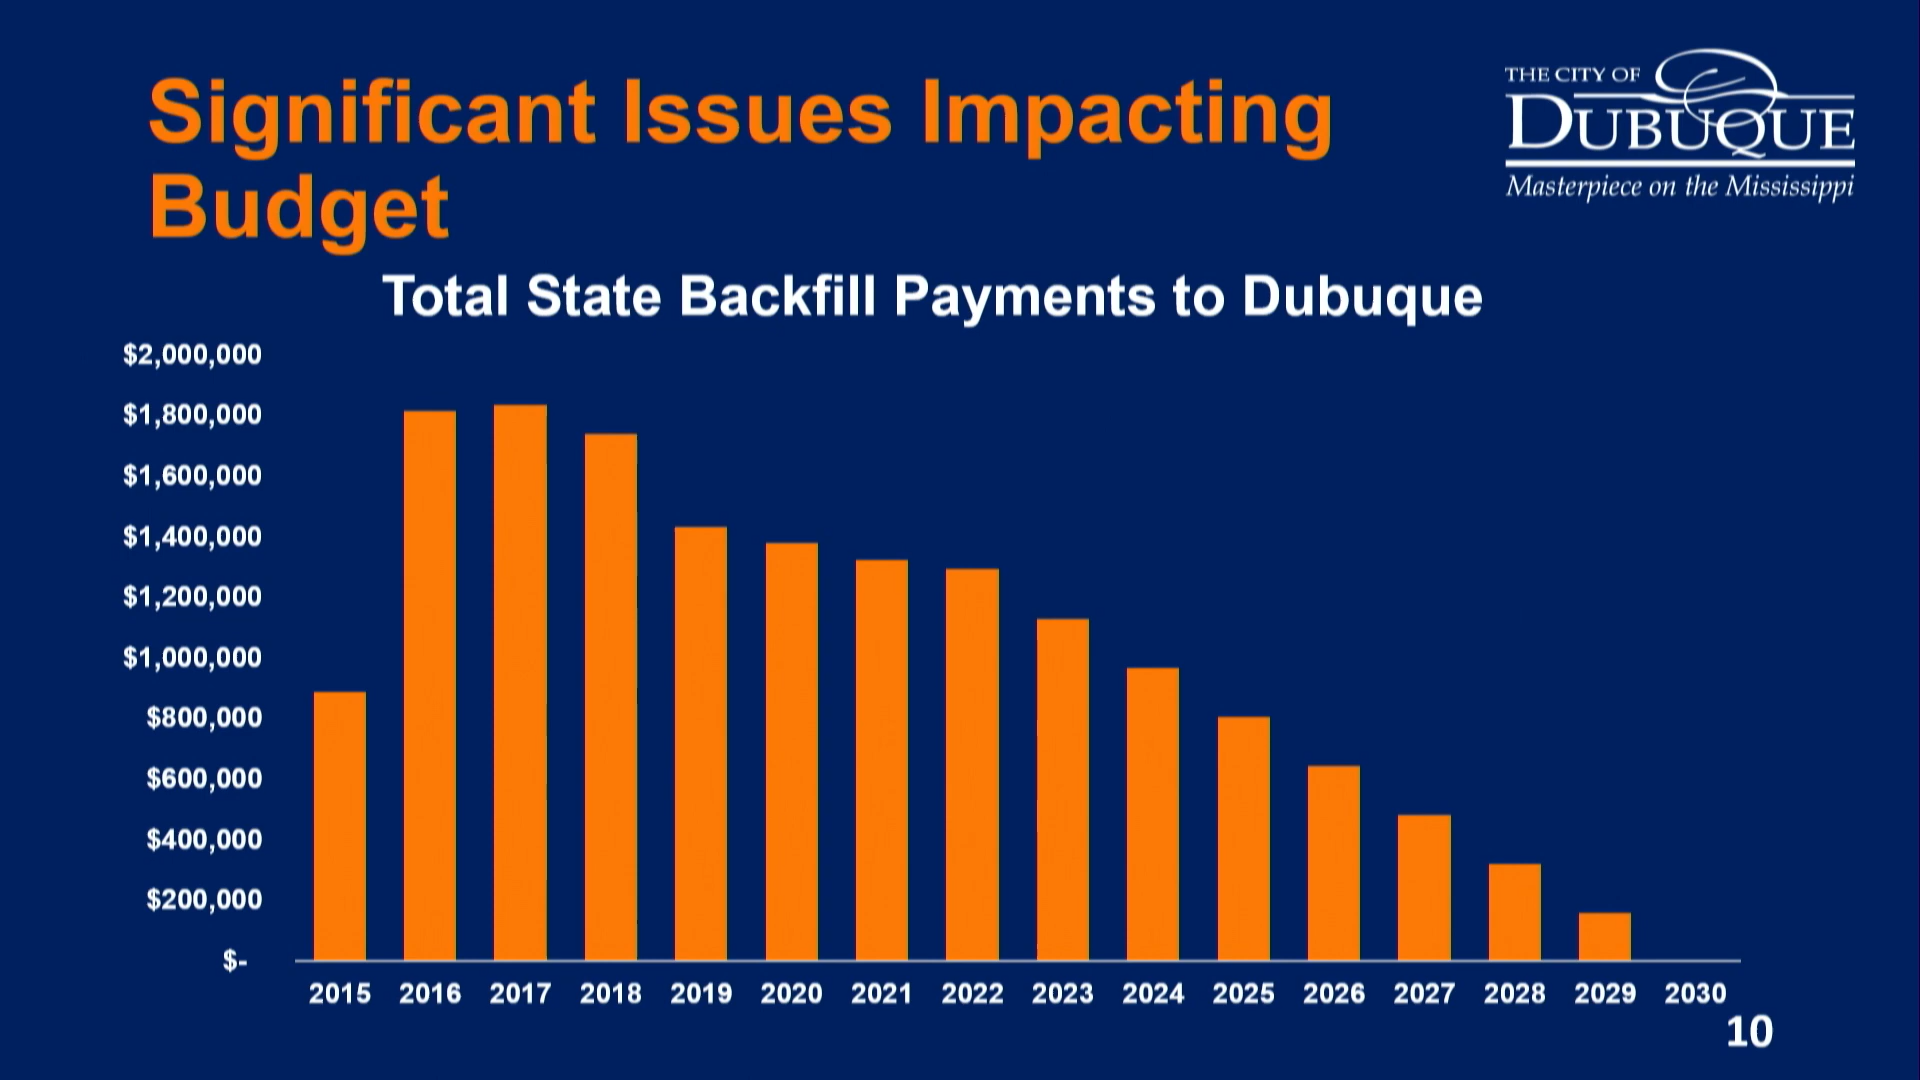 Significant Issues Impacting
Budget
THE CITY OF
DUBUQUE
Masterpiece on the Mississippi
Total State Backfill Payments to Dubuque
$2,000,000
$1,800,000
$1,600,000
$1,400,000
$1,200,000
$1,000,000
$800,000
$600,000
$400,000
$200,000
$-
2015 2016 2017 2018 2019 2020 2021 2022 2023 2024 2025 2026 2027 2028 2029 2030
10